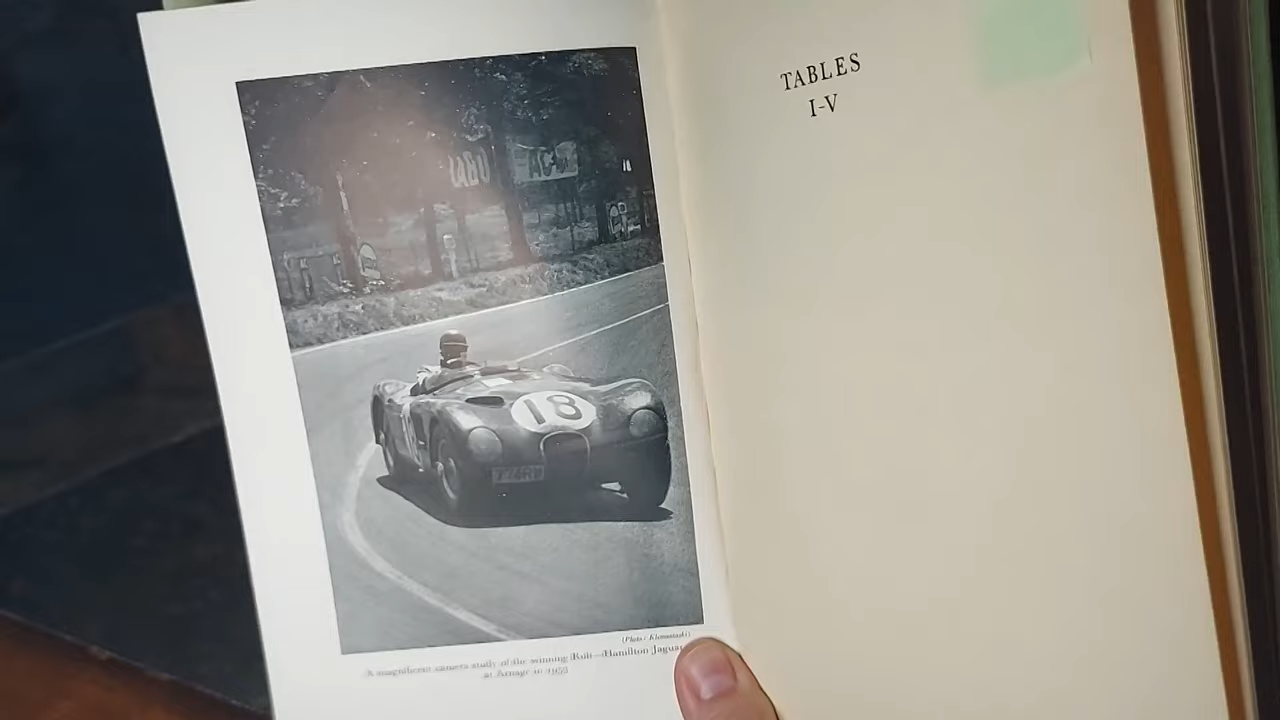 18
(Photo: Klemantaski)
A magnificent camera study of the winning Rolt—Hamilton Jaguar
at Arnage in 1953
TABLES
I-V